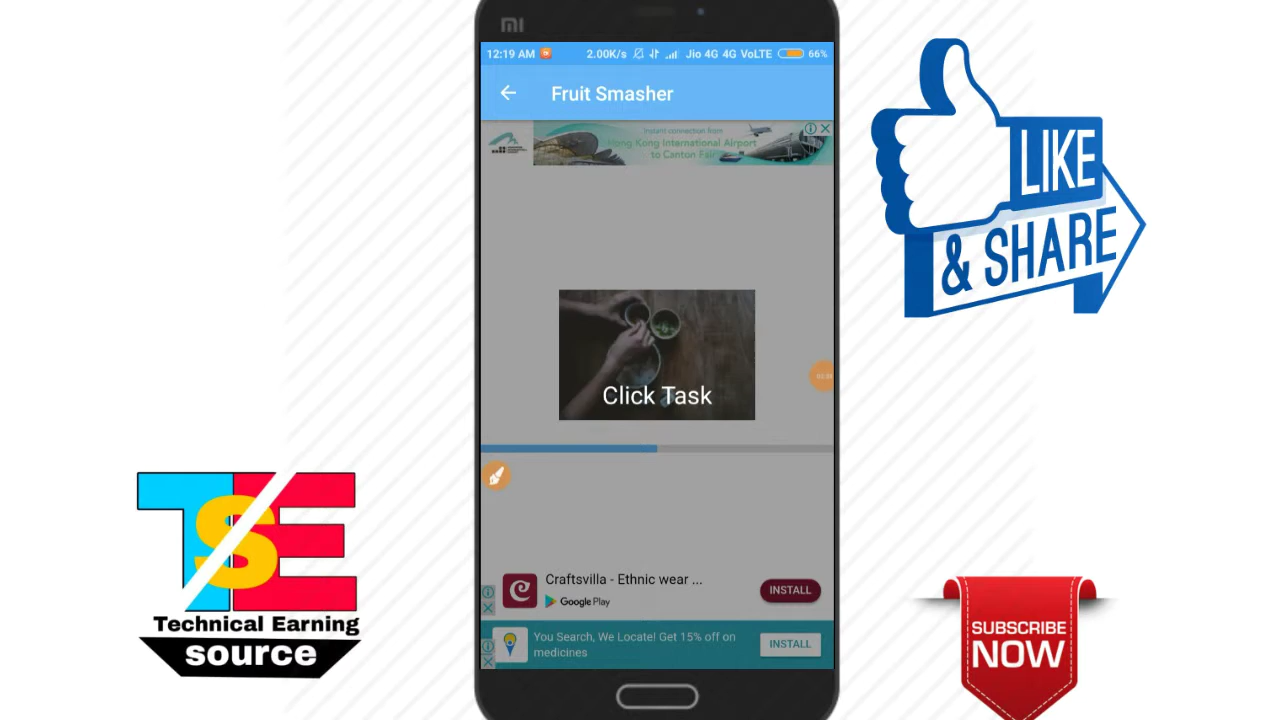 mi
12:19 AM
2.00K/s Jio 4G 4G VoLTE 66%
Fruit Smasher
Instant connection from
Hong Kong International Airport
to Canton Fair
Click Task
Craftsvilla - Ethnic wear ...
Google Play
INSTALL
You Search, We Locate! Get 15% off on
medicines
INSTALL
LIKE
& SHARE
TSE
Technical Earning
source
SUBSCRIBE
NOW